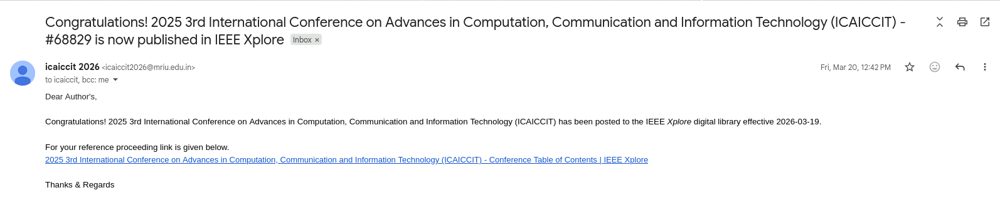 Congratulations! 2025 3rd International Conference on Advances in Computation, Communication and Information Technology (ICAICCIT) -
#68829 is now published in IEEE Xplore Inbox ×
icaiccit 2026 <icaiccit2026@mriu.edu.in> Fri, Mar 20, 12:42 PM
to icaiccit, bcc: me
Dear Author's,
Congratulations! 2025 3rd International Conference on Advances in Computation, Communication and Information Technology (ICAICCIT) has been posted to the IEEE Xplore digital library effective 2026-03-19.
For your reference proceeding link is given below.
2025 3rd International Conference on Advances in Computation, Communication and Information Technology (ICAICCIT) - Conference Table of Contents | IEEE Xplore
Thanks & Regards